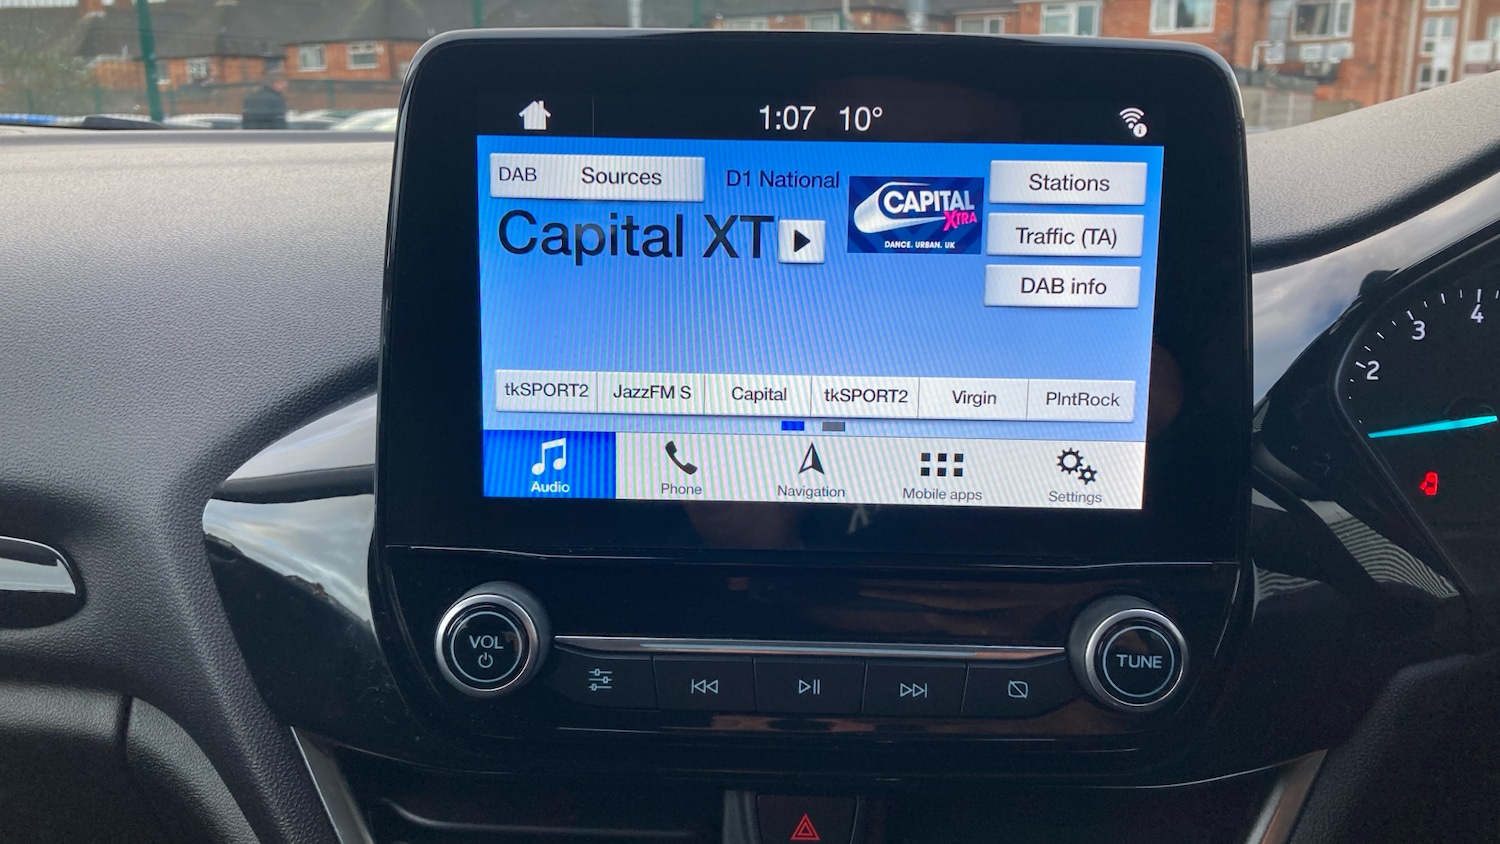 1:07 10°
DAB Sources
D1 National
CAPITAL
XTRA
DANCE. URBAN. UK
Stations
Capital XT
Traffic (TA)
DAB info
tkSPORT2 JazzFM S Capital tkSPORT2 Virgin PlntRock
Audio Phone Navigation Mobile apps Settings
VOL
TUNE
2
3
4